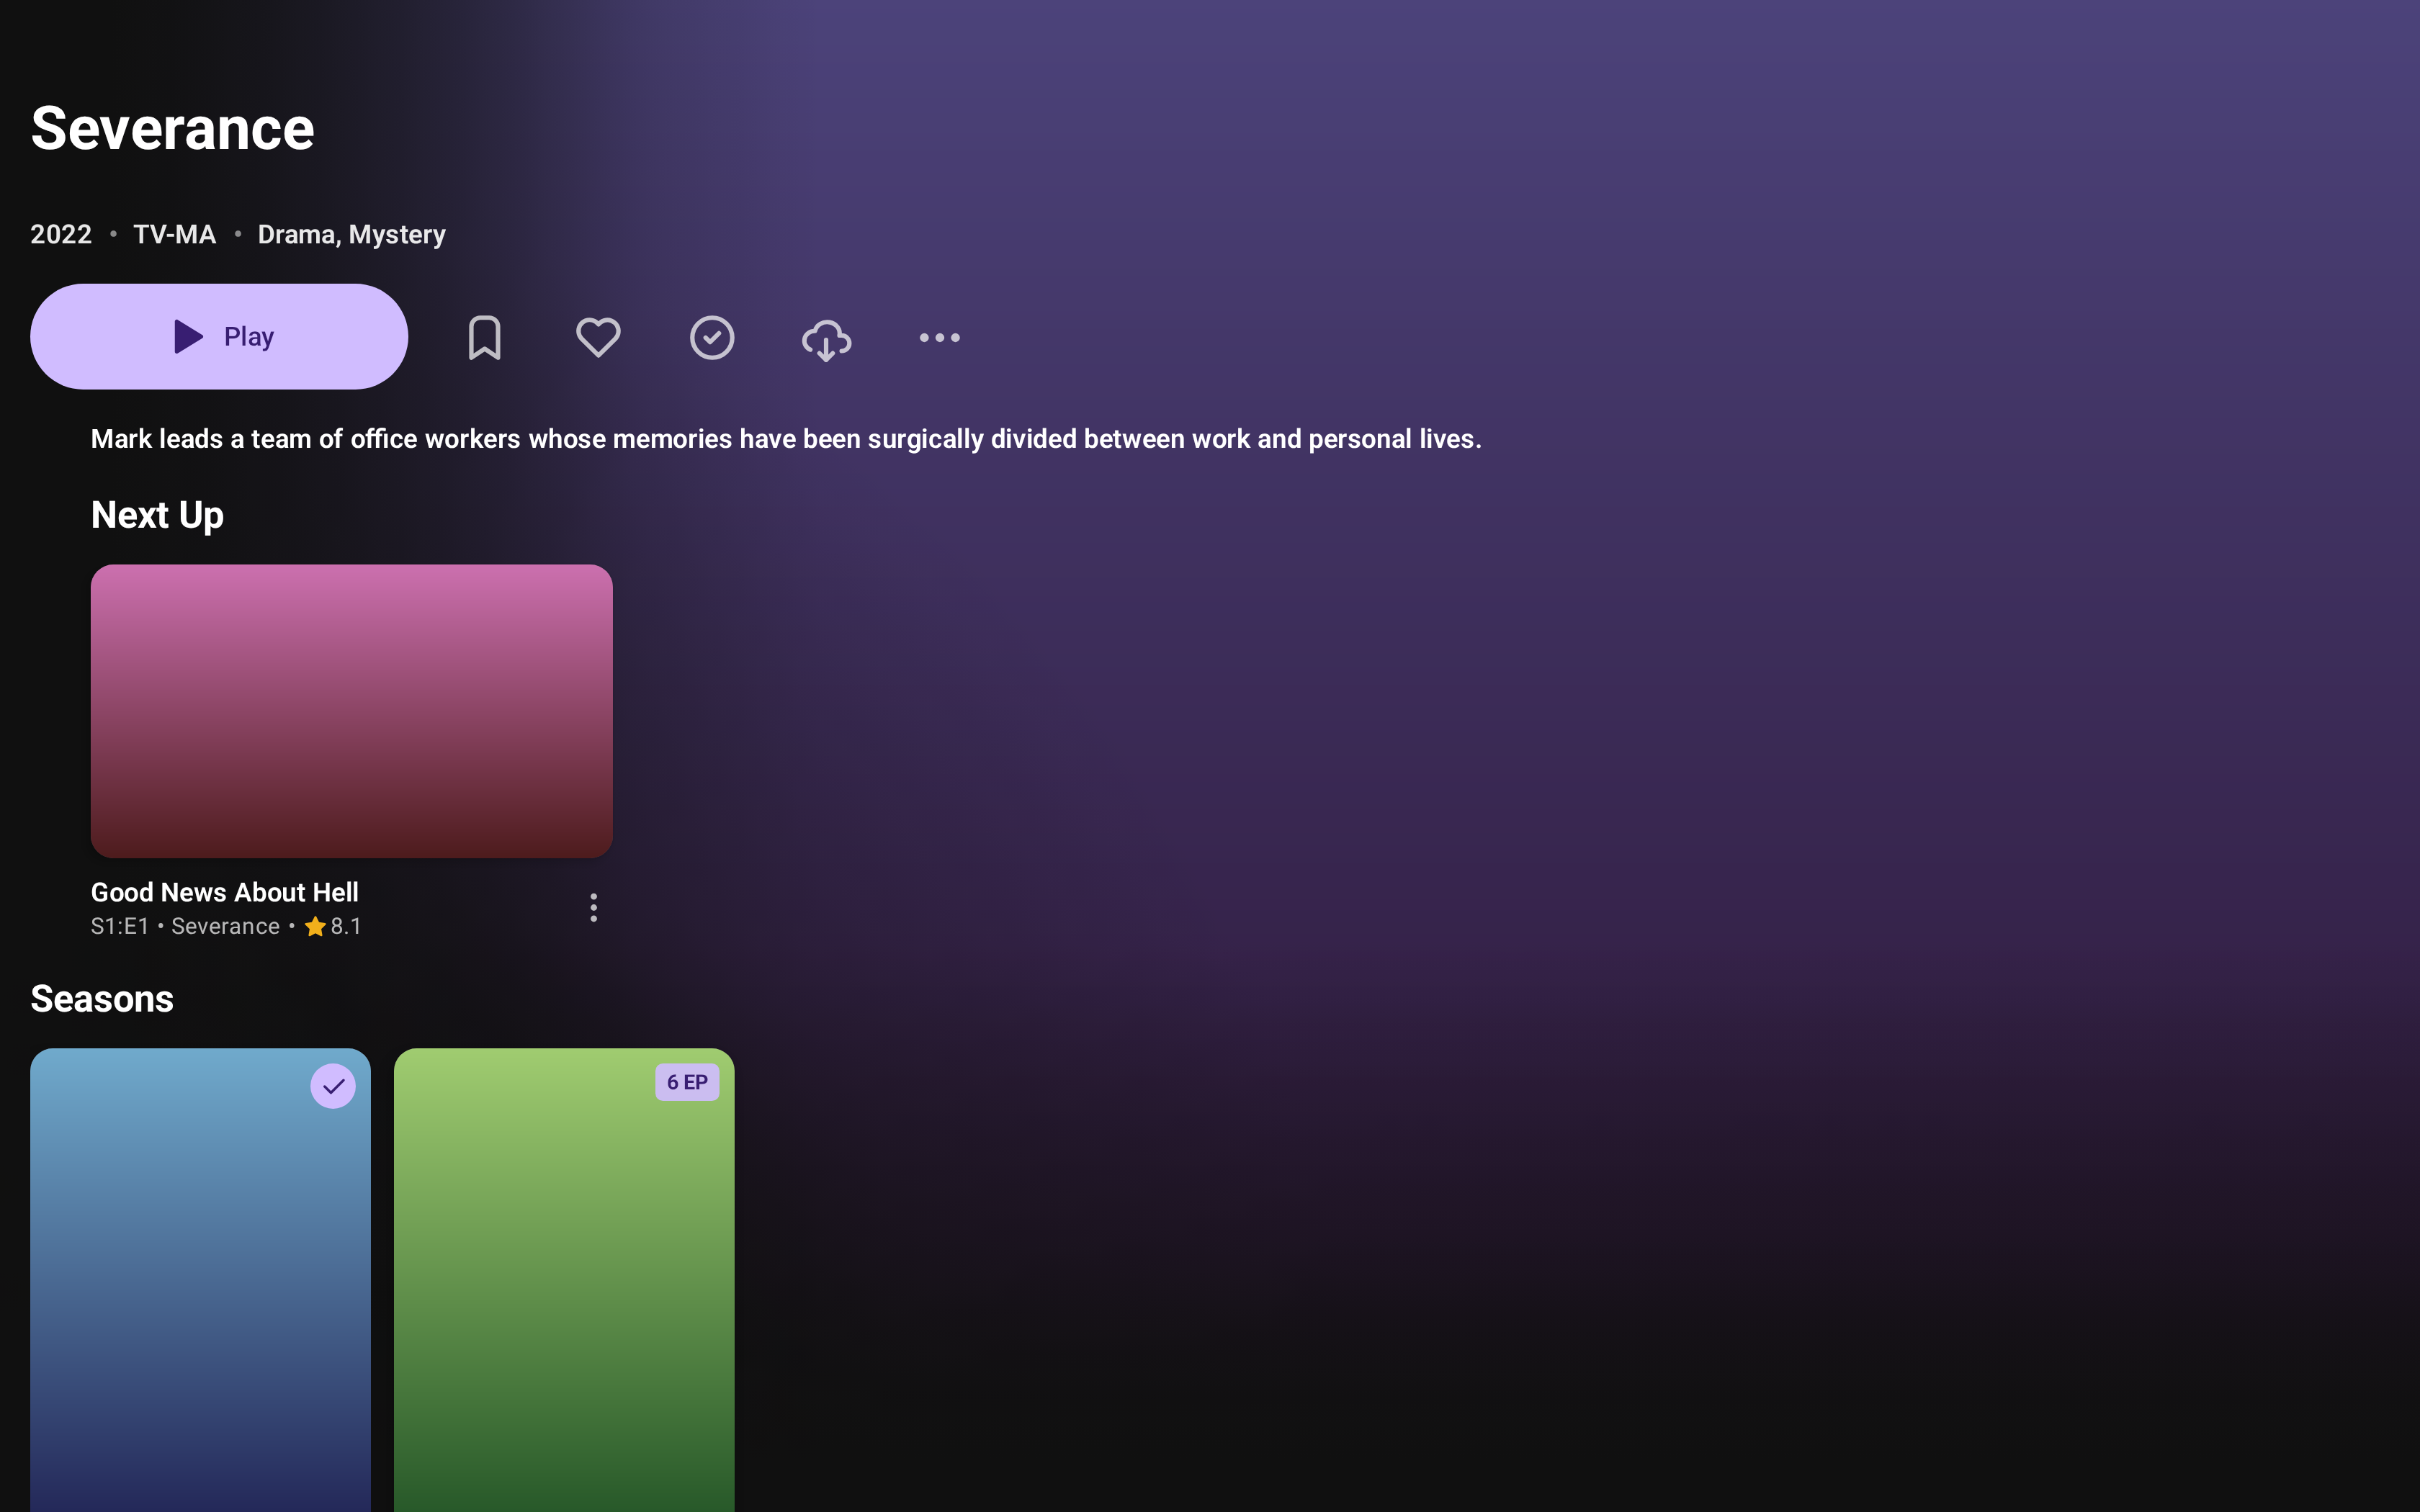 Severance
2022 • TV-MA • Drama, Mystery
Play
Mark leads a team of office workers whose memories have been surgically divided between work and personal lives.
Next Up
Good News About Hell
S1:E1 • Severance • ⭐ 8.1
Seasons
6 EP